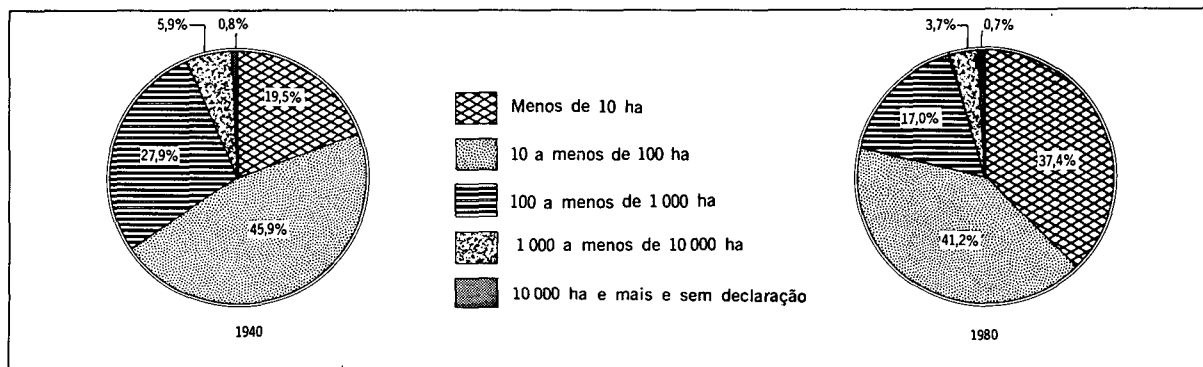 5,9% 0,8%
19,5%
27,9%
45,9%
1940
Menos de 10 ha
10 a menos de 100 ha
100 a menos de 1 000 ha
1 000 a menos de 10 000 ha
10 000 ha e mais e sem declaração
3,7% 0,7%
17,0%
37,4%
41,2%
1980